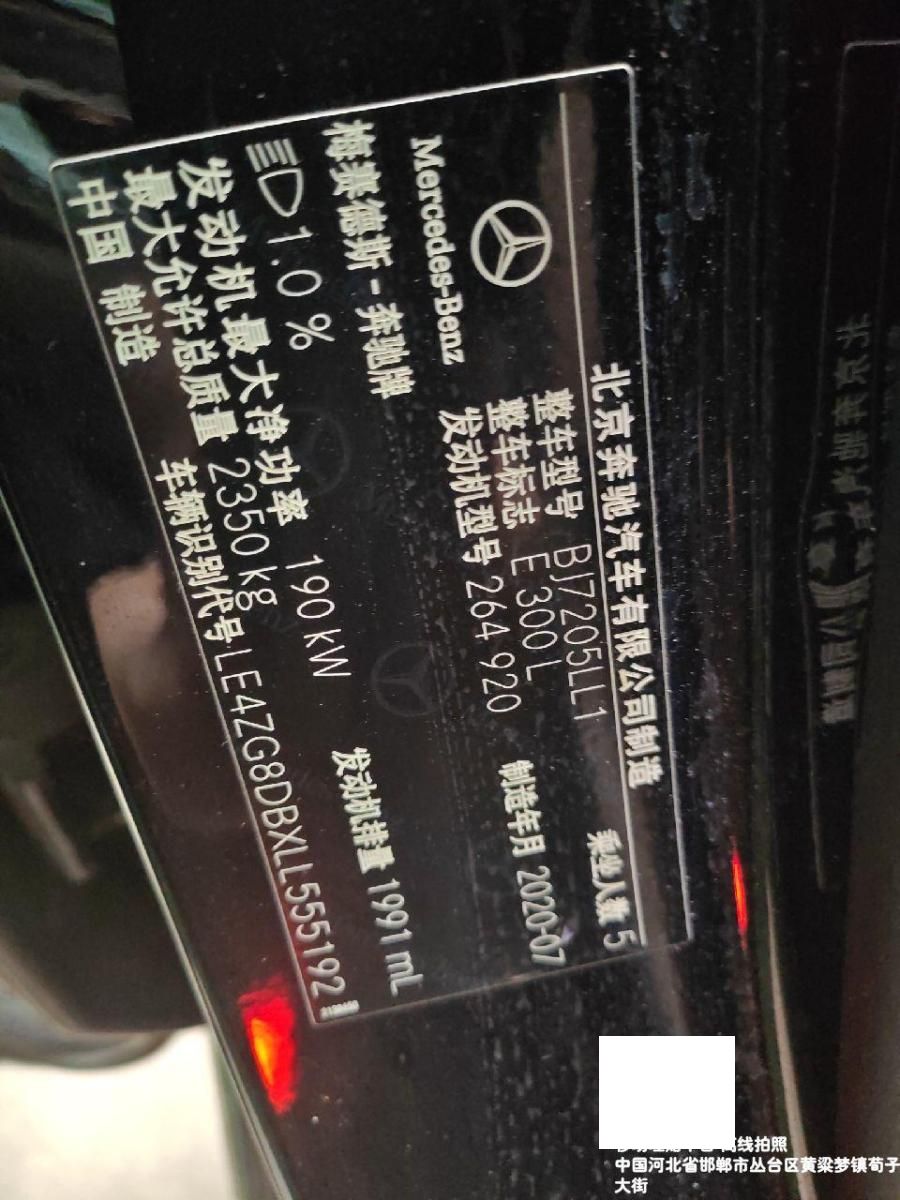 北京奔驰汽车有限公司制造
Mercedes-Benz
梅赛德斯-奔驰牌
整车型号 BJ7205LL1
乘坐人数 5
整车标志 E 300 L
发动机型号 264 920
制造年月 2020-07
1.0 %
发动机排量 1991 mL
发动机最大净功率 190 kW
最大允许总质量 2350 kg
中国 制造
车辆识别代号 LE4ZG8DBXLL555192
离线拍照
中国河北省邯郸市丛台区黄粱梦镇荀子
大街